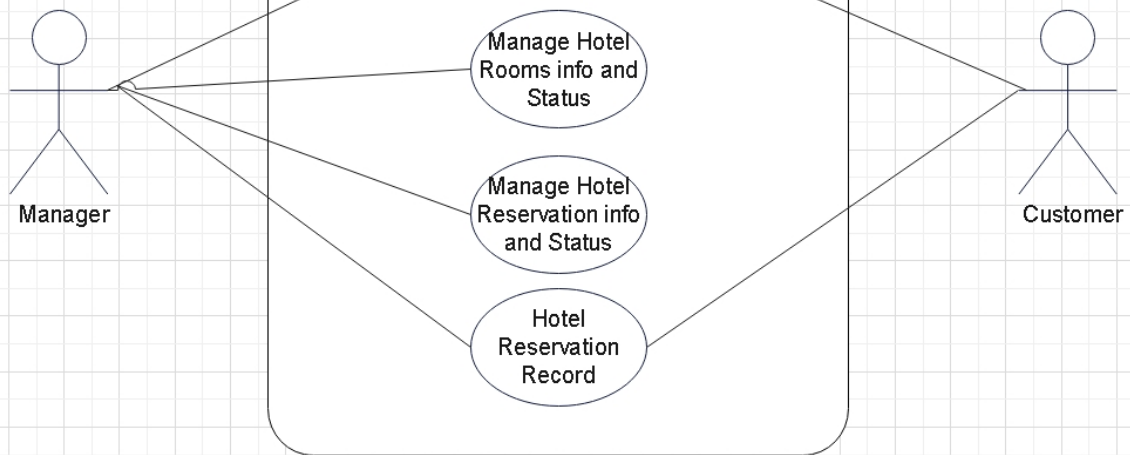 Manage Hotel
Rooms info and
Status
Manager
Manage Hotel
Reservation info
and Status
Customer
Hotel
Reservation
Record